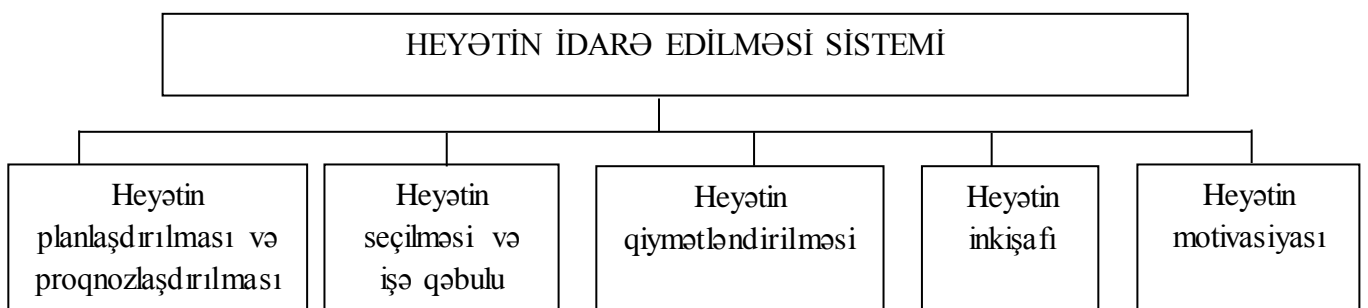 HEYƏTİN İDARƏ EDİLMƏSİ SİSTEMİ
Heyətin
planlaşdırılması və
proqnozlaşdırılması
Heyətin
seçilməsi və
işə qəbulu
Heyətin
qiymətləndirilməsi
Heyətin
inkişafı
Heyətin
motivasiyası